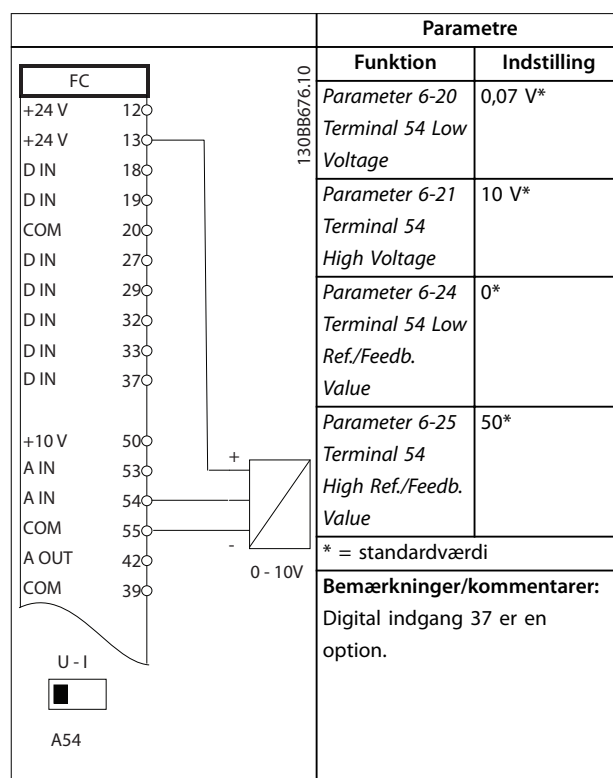 FC
+24 V 12
+24 V 13
D IN 18
D IN 19
COM 20
D IN 27
D IN 29
D IN 32
D IN 33
D IN 37
+10 V 50
A IN 53
A IN 54
COM 55
A OUT 42
COM 39
U - I
A54
+
-
0 - 10V
130BB676.10
Parametre
Funktion Indstilling
Parameter 6-20 0,07 V*
Terminal 54 Low
Voltage
Parameter 6-21 10 V*
Terminal 54
High Voltage
Parameter 6-24 0*
Terminal 54 Low
Ref./Feedb.
Value
Parameter 6-25 50*
Terminal 54
High Ref./Feedb.
Value
* = standardværdi
Bemærkninger/kommentarer:
Digital indgang 37 er en
option.